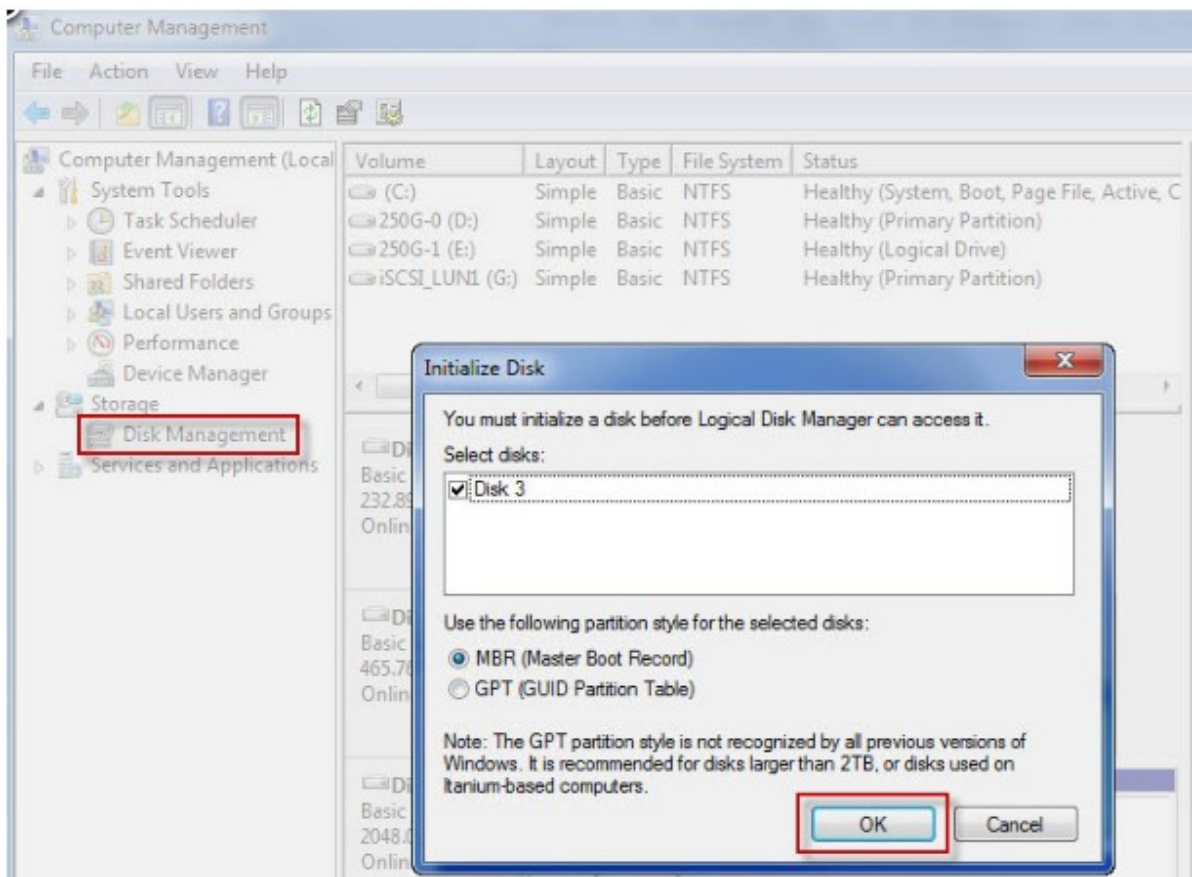 Computer Management
File Action View Help
Computer Management (Local
System Tools
Task Scheduler
Event Viewer
Shared Folders
Local Users and Groups
Performance
Device Manager
Storage
Disk Management
Services and Applications
Volume Layout Type File System Status
(C:) Simple Basic NTFS Healthy (System, Boot, Page File, Active, C
250G-0 (D:) Simple Basic NTFS Healthy (Primary Partition)
250G-1 (E:) Simple Basic NTFS Healthy (Logical Drive)
iSCSI_LUN1 (G:) Simple Basic NTFS Healthy (Primary Partition)
Di
Basic
232.89
Onlin
Di
Basic
465.76
Onlin
Di
Basic
2048.0
Onlin
Initialize Disk
You must initialize a disk before Logical Disk Manager can access it.
Select disks:
Disk 3
Use the following partition style for the selected disks:
MBR (Master Boot Record)
GPT (GUID Partition Table)
Note: The GPT partition style is not recognized by all previous versions of
Windows. It is recommended for disks larger than 2TB, or disks used on
Itanium-based computers.
OK Cancel